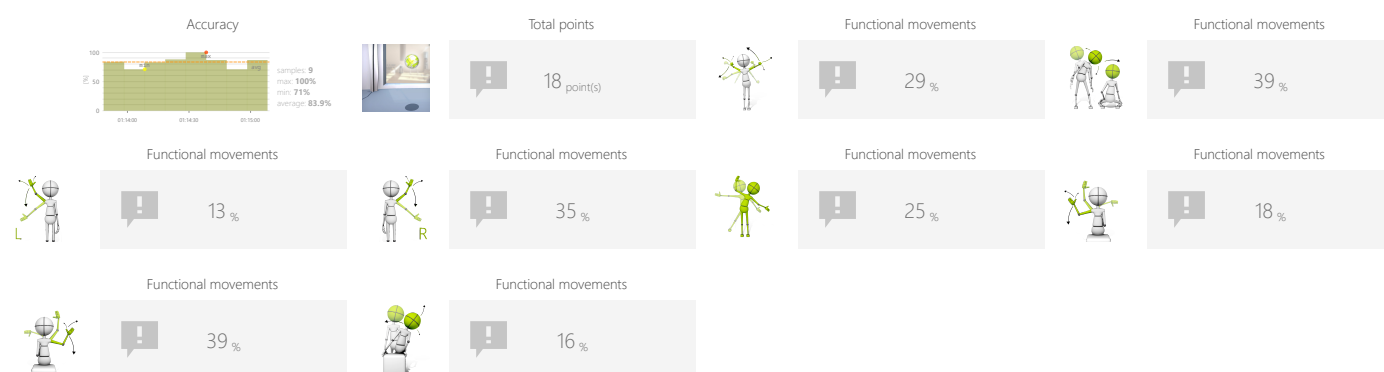 Accuracy
100
(%)
50
0
01:14:00
01:14:30
01:15:00
samples: 9
max: 100%
min: 71%
average: 83.9%
Total points
18 point(s)
Functional movements
29 %
Functional movements
39 %
Functional movements
L
13 %
Functional movements
R
35 %
Functional movements
25 %
Functional movements
18 %
Functional movements
39 %
Functional movements
16 %